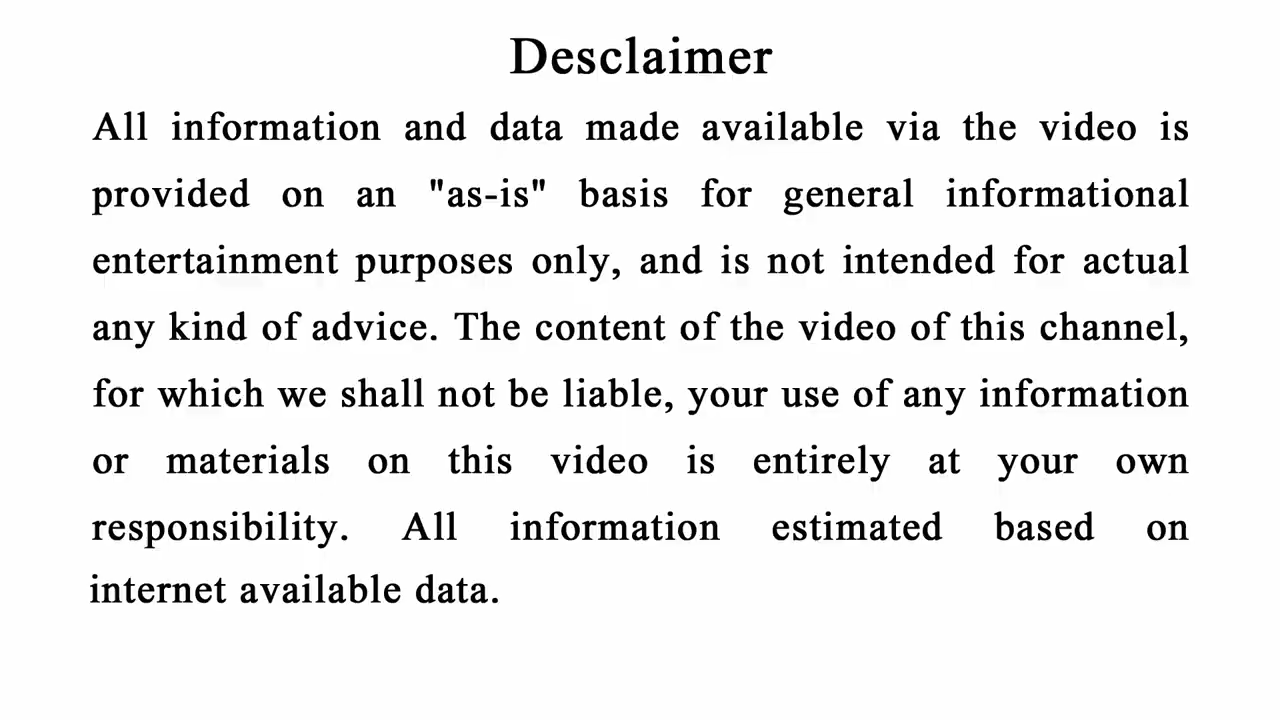 Desclaimer
All information and data made available via the video is
provided on an "as-is" basis for general informational
entertainment purposes only, and is not intended for actual
any kind of advice. The content of the video of this channel,
for which we shall not be liable, your use of any information
or materials on this video is entirely at your own
responsibility. All information estimated based on
internet available data.